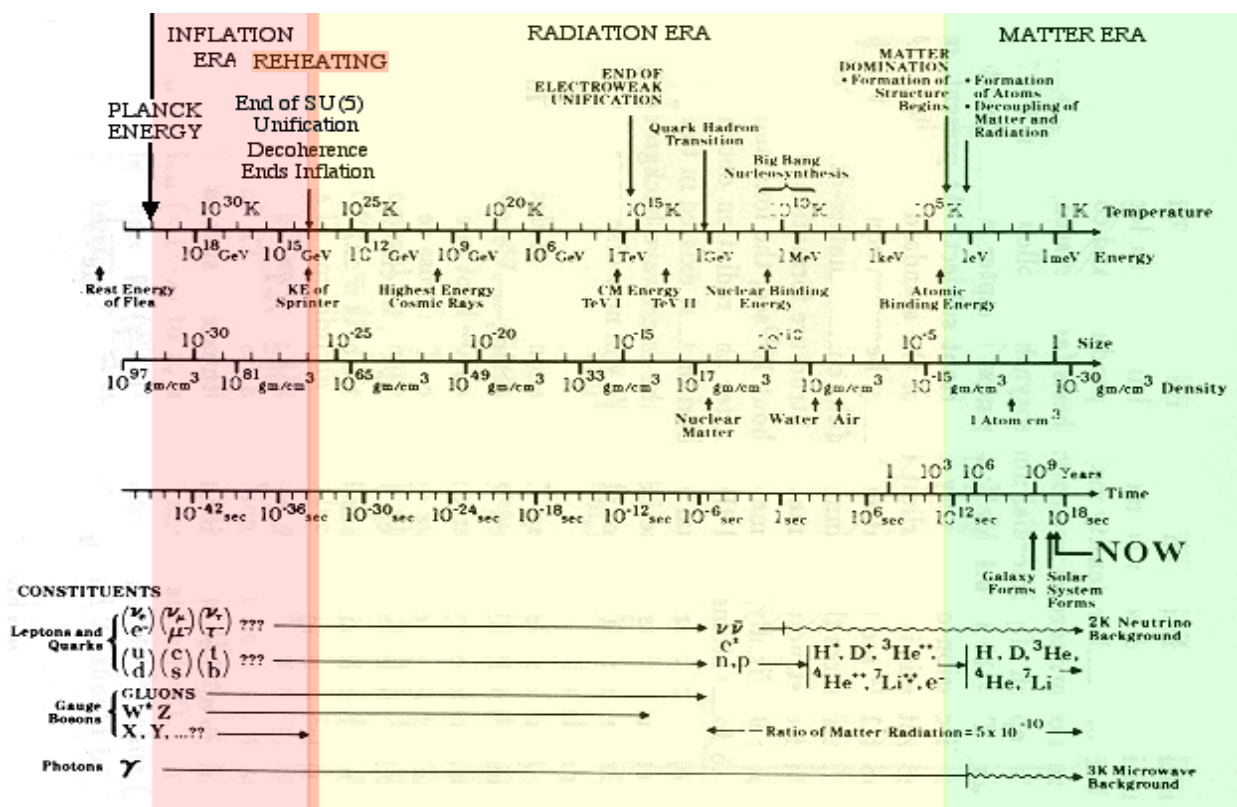 INFLATION
ERA
REHEATING
RADIATION ERA
MATTER ERA
PLANCK
ENERGY
End of SU(5)
Unification
Decoherence
Ends Inflation
END OF
ELECTROWEAK
UNIFICATION
Quark Hadron
Transition
Big Bang
Nucleosynthesis
MATTER
DOMINATION
• Formation of
Structure
Begins
• Formation
of Atoms
• Decoupling of
Matter and
Radiation
10^30 K 10^25 K 10^20 K 10^15 K 10^10 K 10^5 K 1 K Temperature
10^18 GeV 10^15 GeV 10^12 GeV 10^9 GeV 10^6 GeV 1 TeV 1 GeV 1 MeV 1 keV 1 eV 1 meV Energy
Rest Energy
of Flea
KE of
Sprinter
Highest Energy
Cosmic Rays
CM Energy
TeV I TeV II
Nuclear Binding
Energy
Atomic
Binding Energy
10^-30 10^-25 10^-20 10^-15 10^-10 10^-5 1 Size
10^97 gm/cm^3 10^81 gm/cm^3 10^65 gm/cm^3 10^49 gm/cm^3 10^33 gm/cm^3 10^17 gm/cm^3 10 gm/cm^3 10^-15 gm/cm^3 10^-30 gm/cm^3 Density
Nuclear
Matter
Water Air
1 Atom cm^3
1 10^3 10^6 10^9 Years
Time
10^-42 sec 10^-36 sec 10^-30 sec 10^-24 sec 10^-18 sec 10^-12 sec 10^-6 sec 1 sec 10^6 sec 10^12 sec 10^18 sec
NOW
Galaxy
Forms
Solar
System
Forms
CONSTITUENTS
Leptons and
Quarks
(νe e-) (νμ μ-) (ντ τ-) ???
(u d) (c s) (t b) ???
ν ν̄
e±
n,p
H+, D+, 3He++,
4He++, 7Li+++, e-
H, D, 3He,
4He, 7Li
2K Neutrino
Background
Gauge
Bosons
GLUONS
W± Z
X, Y, ...??
Ratio of Matter Radiation = 5 x 10^-10
Photons γ
3K Microwave
Background